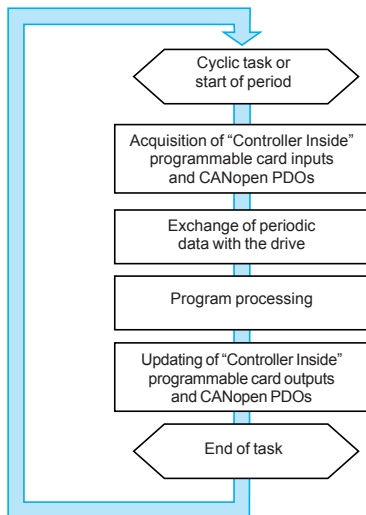 Cyclic task or
start of period
Acquisition of “Controller Inside”
programmable card inputs
and CANopen PDOs
Exchange of periodic
data with the drive
Program processing
Updating of “Controller Inside”
programmable card outputs
and CANopen PDOs
End of task